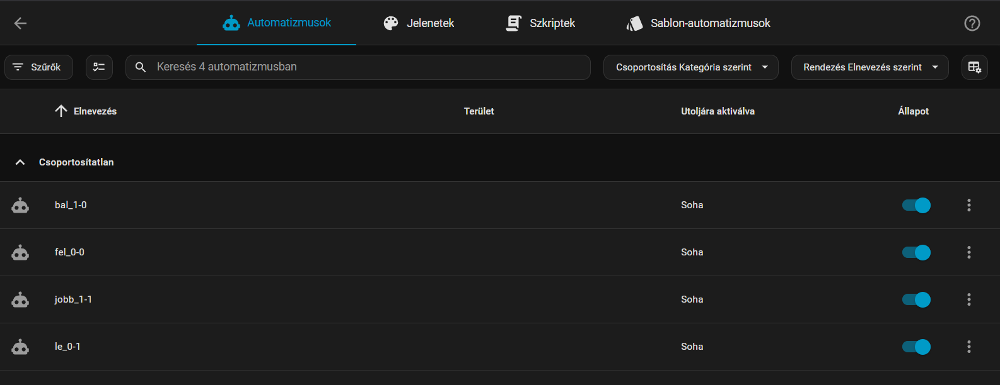 Automatizmusok Jelenetek Szkriptek Sablon-automatizmusok
Szűrők Keresés 4 automatizmusban Csoportosítás Kategória szerint Rendezés Elnevezés szerint
Elnevezés Terület Utoljára aktiválva Állapot
Csoportosítatlan
bal_1-0 Soha
fel_0-0 Soha
jobb_1-1 Soha
le_0-1 Soha